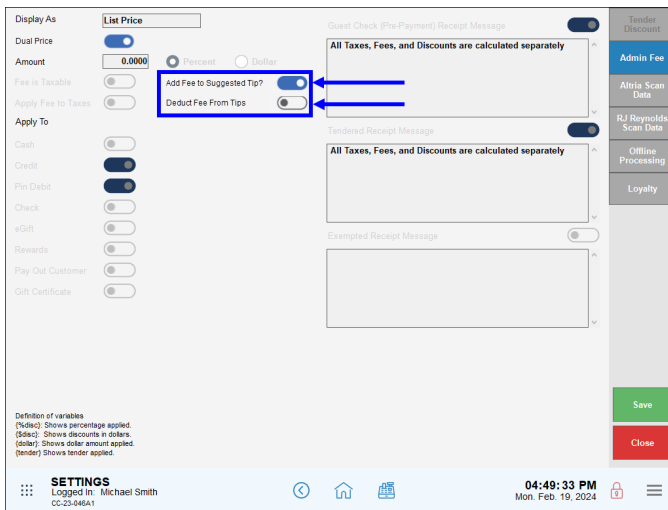 Display As
List Price
Dual Price
Amount
0.0000
Percent
Dollar
Fee is Taxable
Add Fee to Suggested Tip?
Apply Fee to Taxes
Deduct Fee From Tips
Apply To
Cash
Credit
Pin Debit
Check
eGift
Rewards
Pay Out Customer
Gift Certificate
Guest Check (Pre-Payment) Receipt Message
All Taxes, Fees, and Discounts are calculated separately
Tendered Receipt Message
All Taxes, Fees, and Discounts are calculated separately
Exempted Receipt Message
Tender
Discount
Admin Fee
Altria Scan
Data
RJ Reynolds
Scan Data
Offline
Processing
Loyalty
Save
Close
Definition of variables
{%disc}: Shows percentage applied.
{$disc}: Shows discounts in dollars.
{dollar}: Shows dollar amount applied.
{tender} Shows tender applied.
SETTINGS
Logged In: Michael Smith
CC-23-046A1
04:49:33 PM
Mon. Feb. 19, 2024